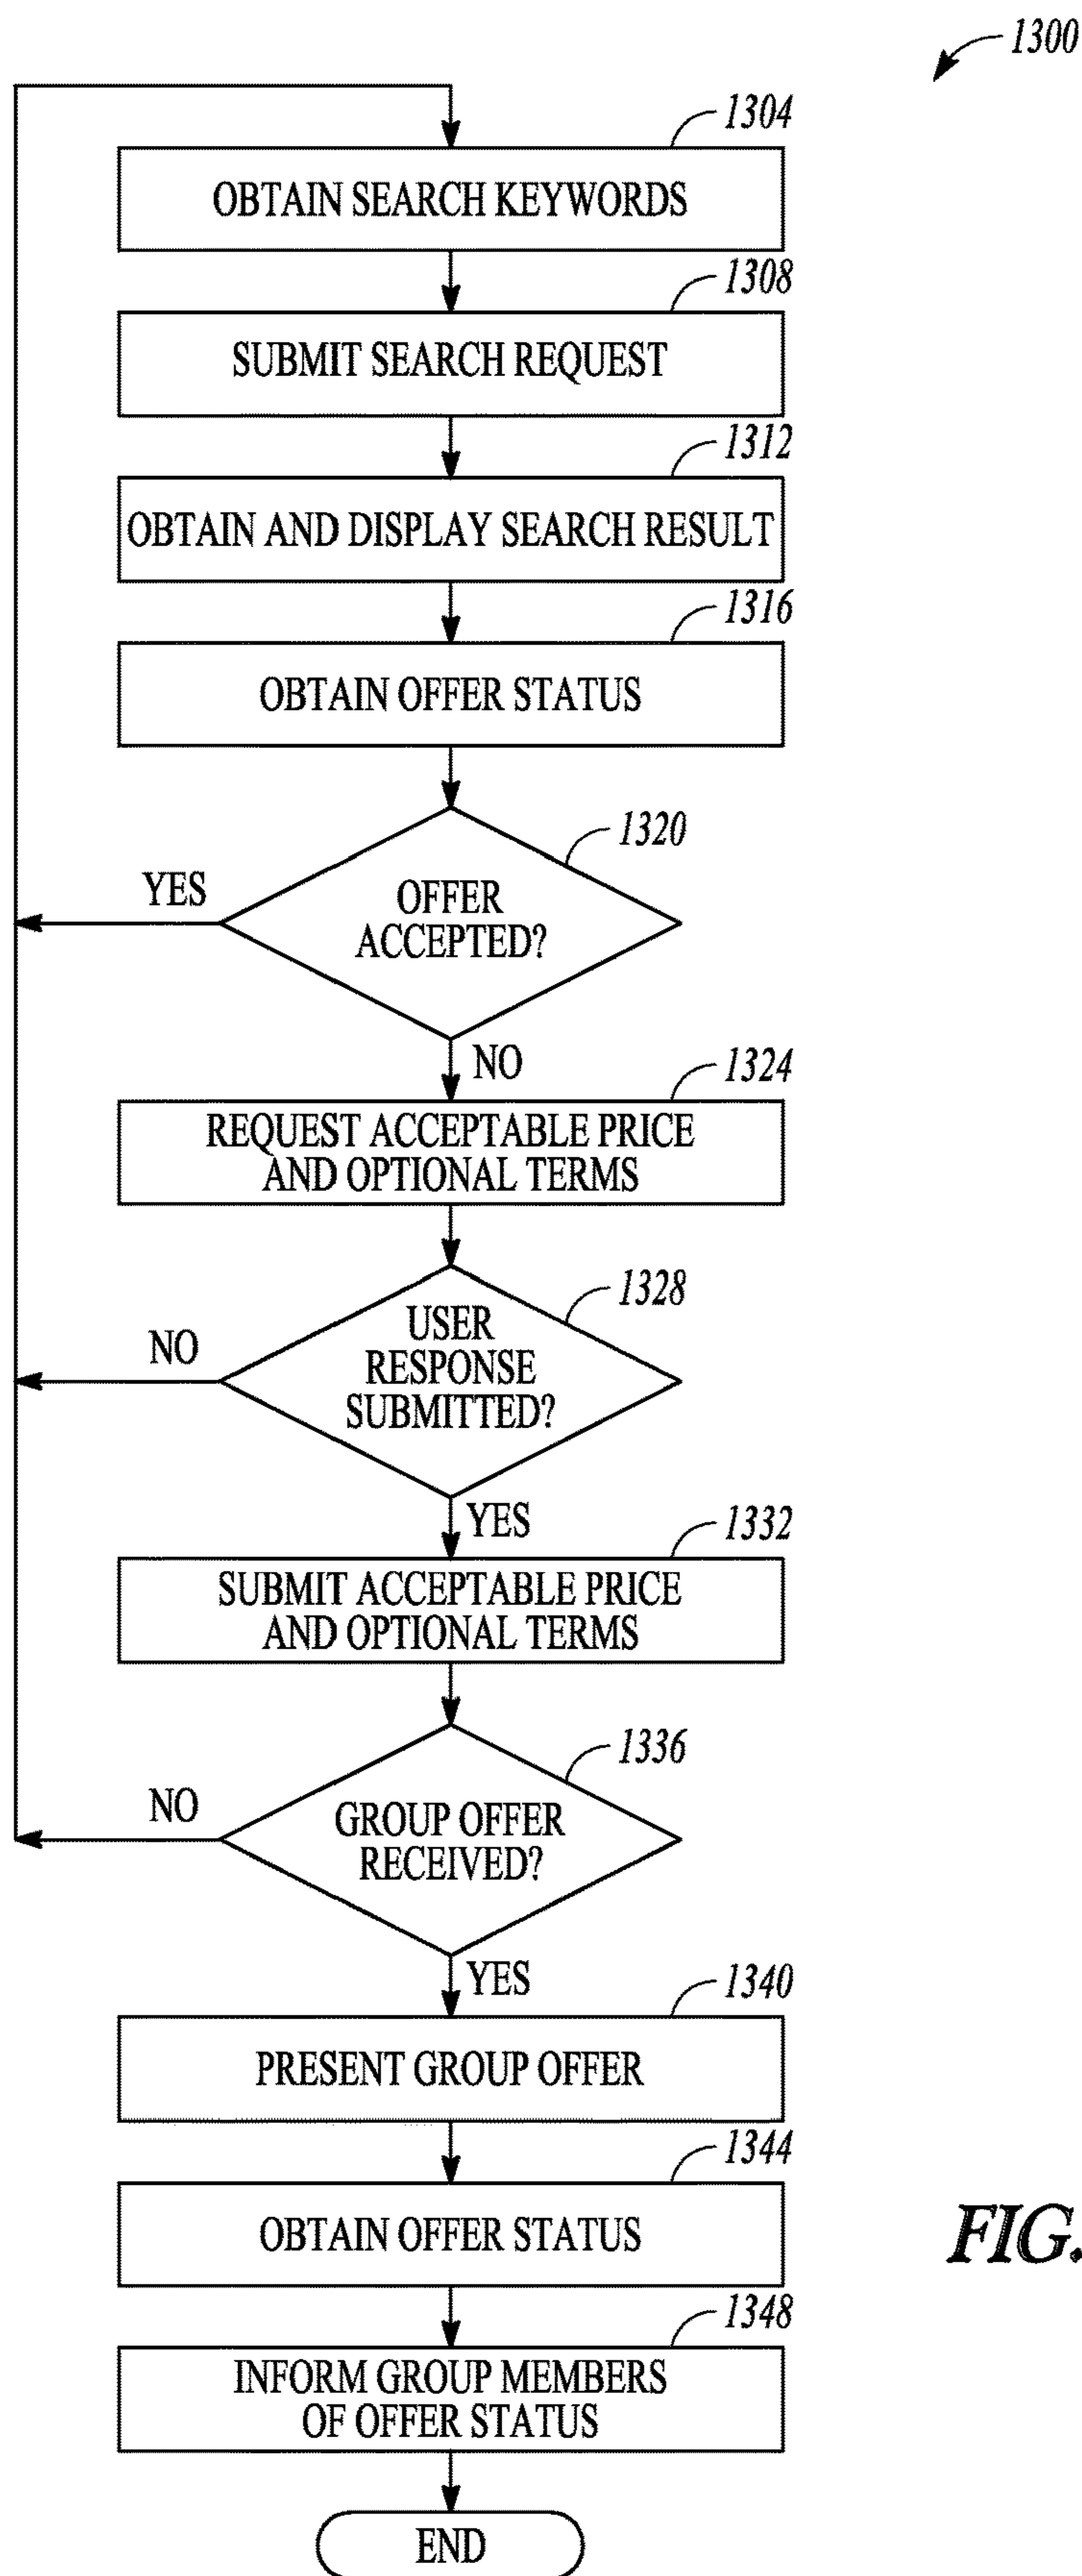 1300
1304
OBTAIN SEARCH KEYWORDS
1308
SUBMIT SEARCH REQUEST
1312
OBTAIN AND DISPLAY SEARCH RESULT
1316
OBTAIN OFFER STATUS
1320
OFFER
ACCEPTED?
YES
NO
1324
REQUEST ACCEPTABLE PRICE
AND OPTIONAL TERMS
1328
USER
RESPONSE
SUBMITTED?
NO
YES
1332
SUBMIT ACCEPTABLE PRICE
AND OPTIONAL TERMS
1336
GROUP OFFER
RECEIVED?
NO
YES
1340
PRESENT GROUP OFFER
1344
OBTAIN OFFER STATUS
FIG.
1348
INFORM GROUP MEMBERS
OF OFFER STATUS
END